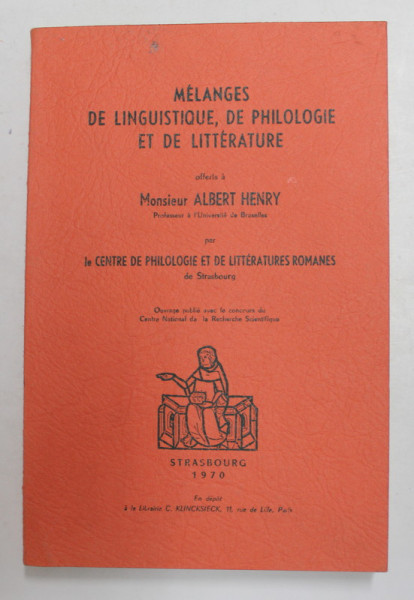 MÉLANGES
DE LINGUISTIQUE, DE PHILOLOGIE
ET DE LITTÉRATURE
offerts à
Monsieur ALBERT HENRY
Professeur à l'Université de Bruxelles
par
le CENTRE DE PHILOLOGIE ET DE LITTÉRATURES ROMANES
de Strasbourg
Ouvrage publié avec le concours du
Centre National de la Recherche Scientifique
STRASBOURG
1970
En dépôt
à la Librairie C. KLINCKSIECK, 11, rue de Lille, Paris